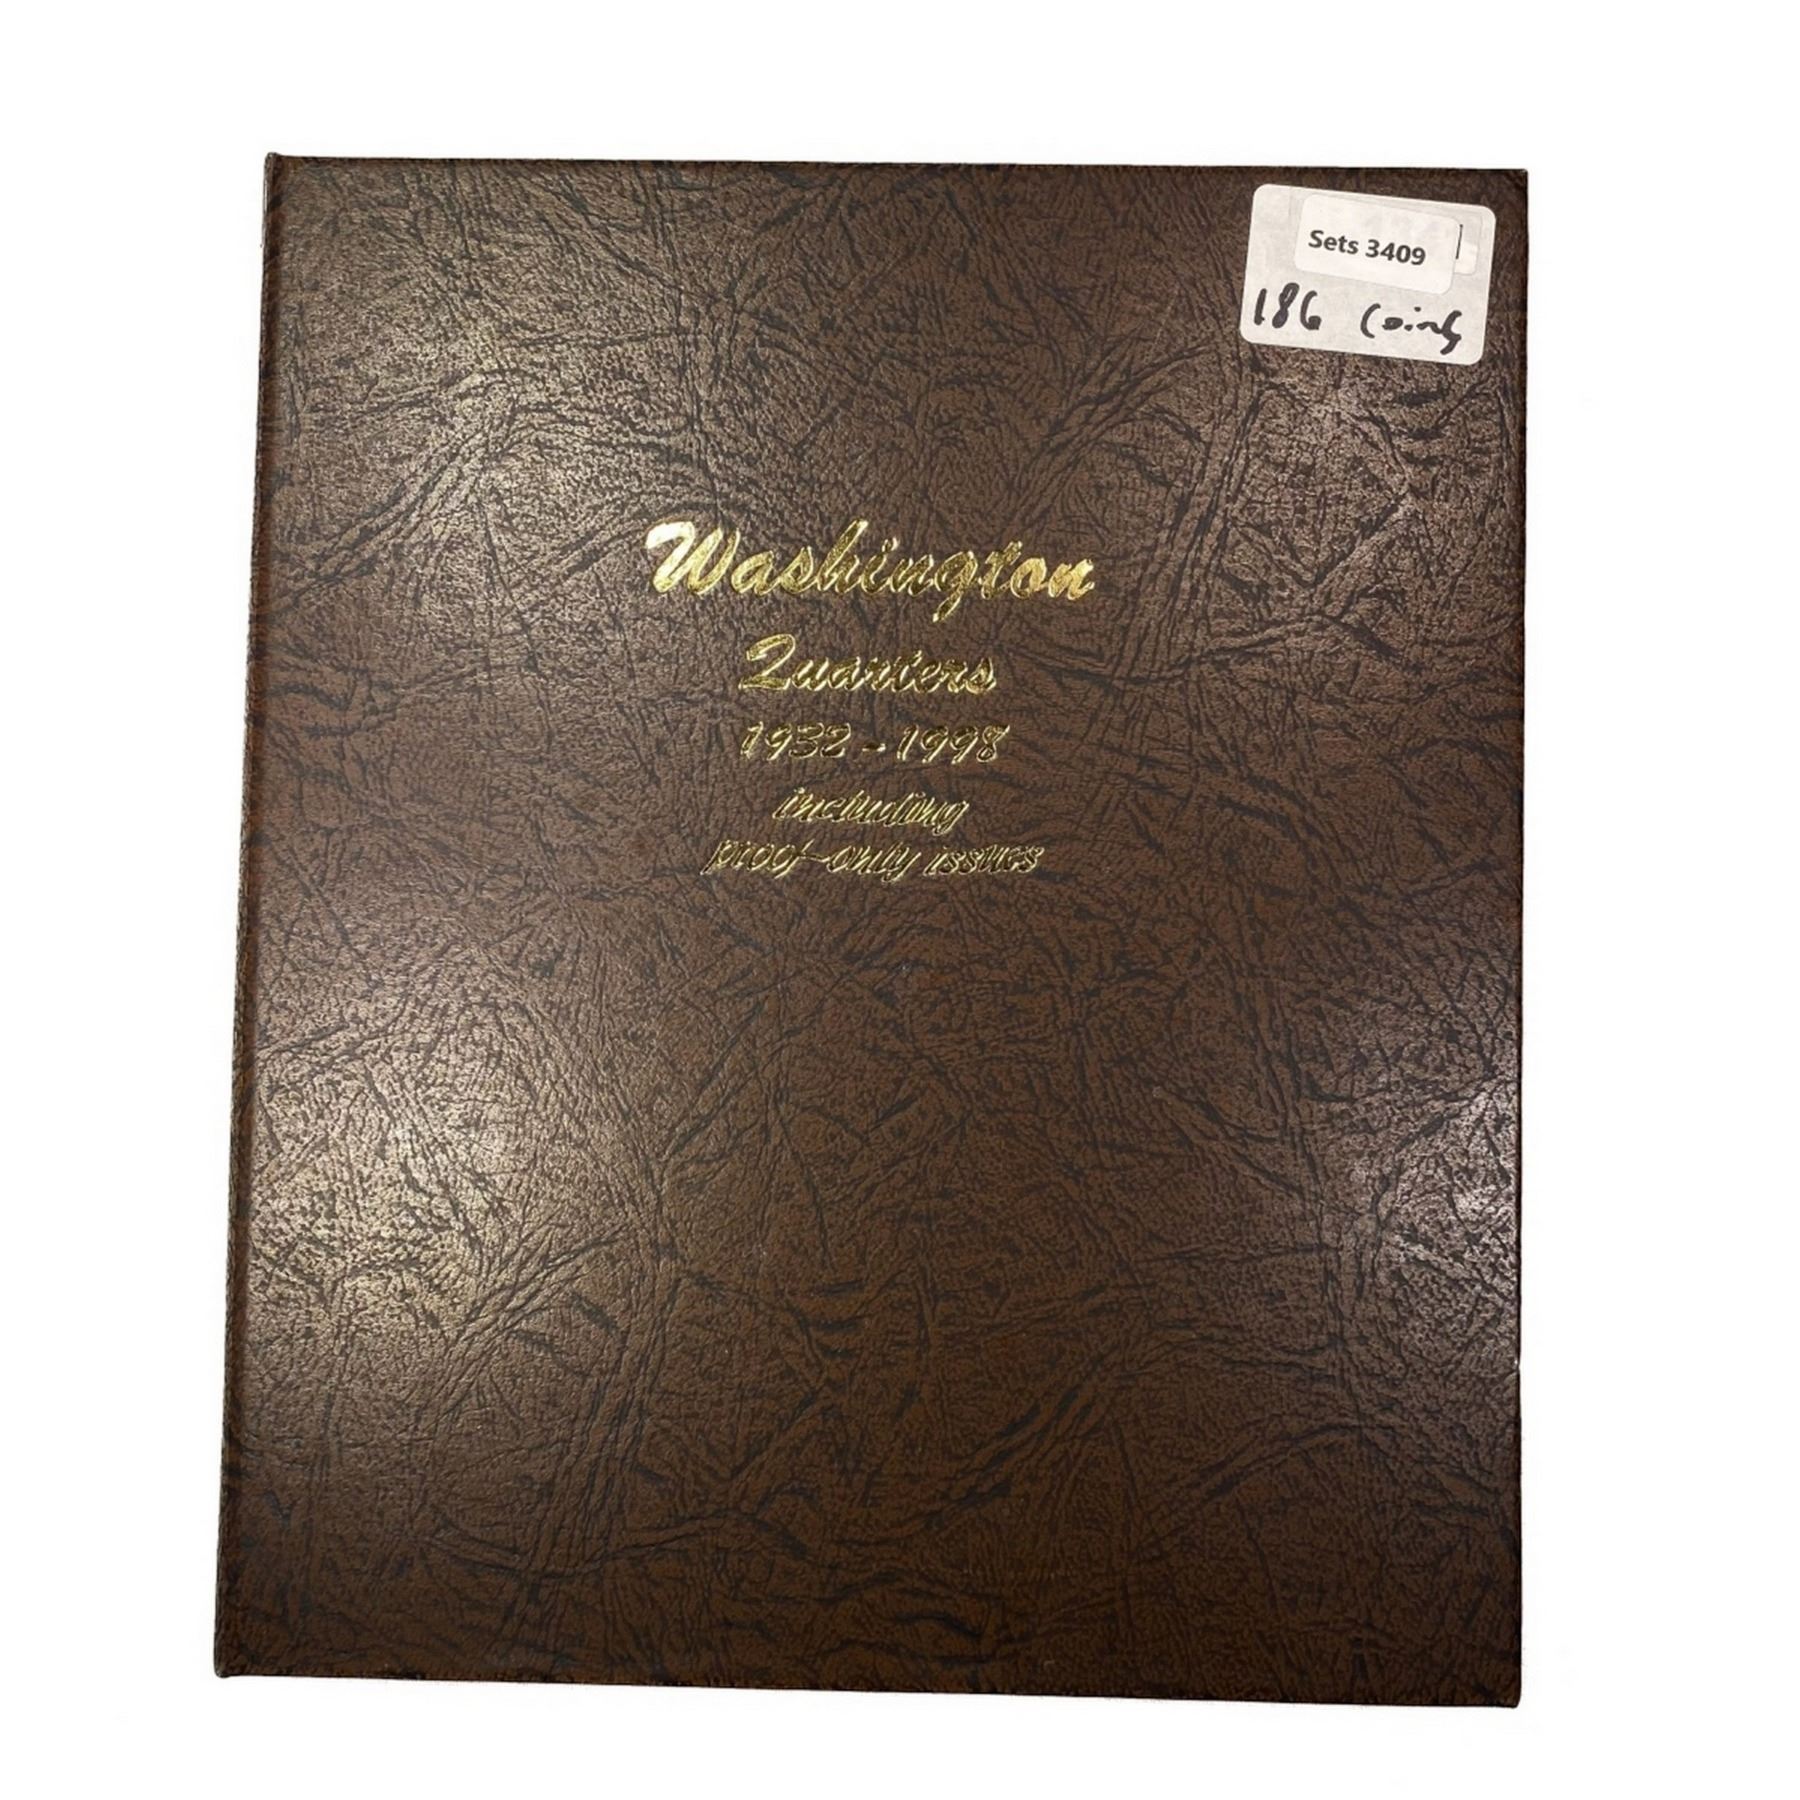 Sets 3409
186 Coins
Washington
Quarters
1932 - 1998
including
proof-only issues